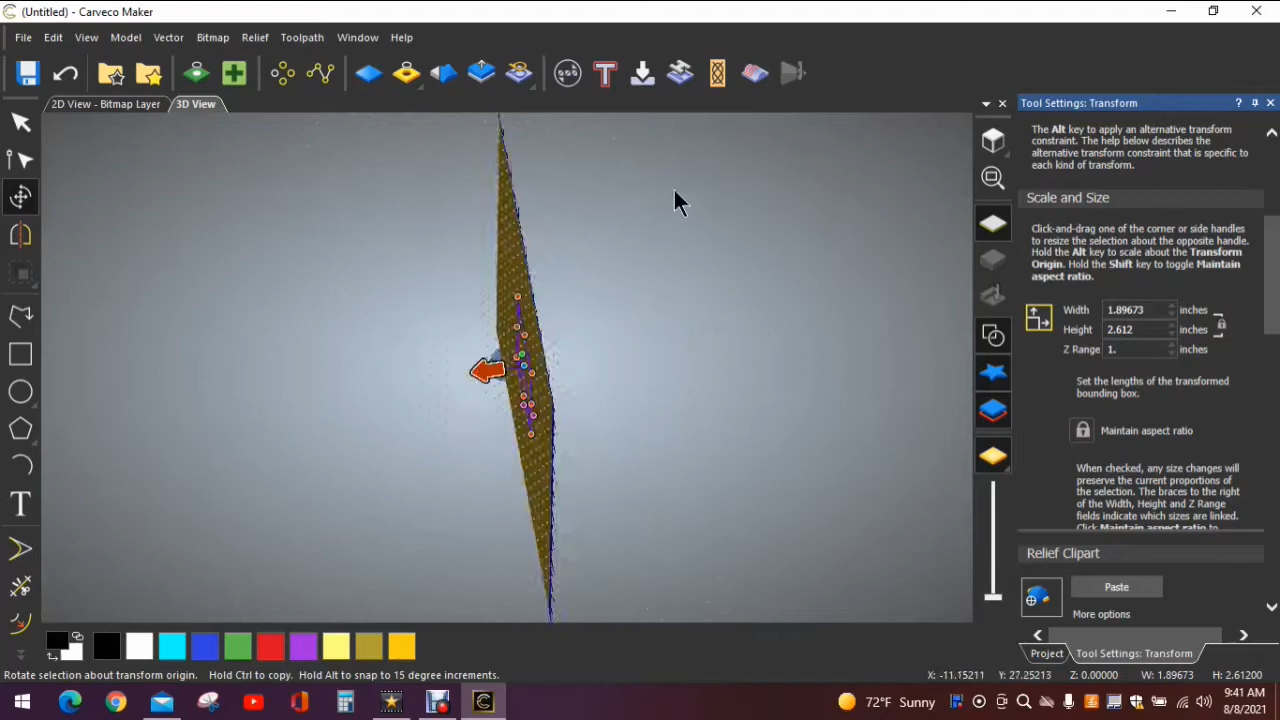 (Untitled) - Carveco Maker
File Edit View Model Vector Bitmap Relief Toolpath Window Help
2D View - Bitmap Layer 3D View
Tool Settings: Transform
The Alt key to apply an alternative transform
constraint. The help below describes the
alternative transform constraint that is specific to
each kind of transform.
Scale and Size
Click-and-drag one of the corner or side handles
to resize the selection about the opposite handle.
Hold the Alt key to scale about the Transform
Origin. Hold the Shift key to toggle Maintain
aspect ratio.
Width 1.89673 inches
Height 2.612 inches
Z Range 1. inches
Set the lengths of the transformed
bounding box.
Maintain aspect ratio
When checked, any size changes will
preserve the current proportions of
the selection. The braces to the right
of the Width, Height and Z Range
fields indicate which sizes are linked.
Click Maintain aspect ratio to
Relief Clipart
Paste
More options
Project Tool Settings: Transform
Rotate selection about transform origin. Hold Ctrl to copy. Hold Alt to snap to 15 degree increments.
X: -11.15211 Y: 27.25213 Z: 0.00000 W: 1.89673 H: 2.61200
72°F Sunny
9:41 AM
8/8/2021